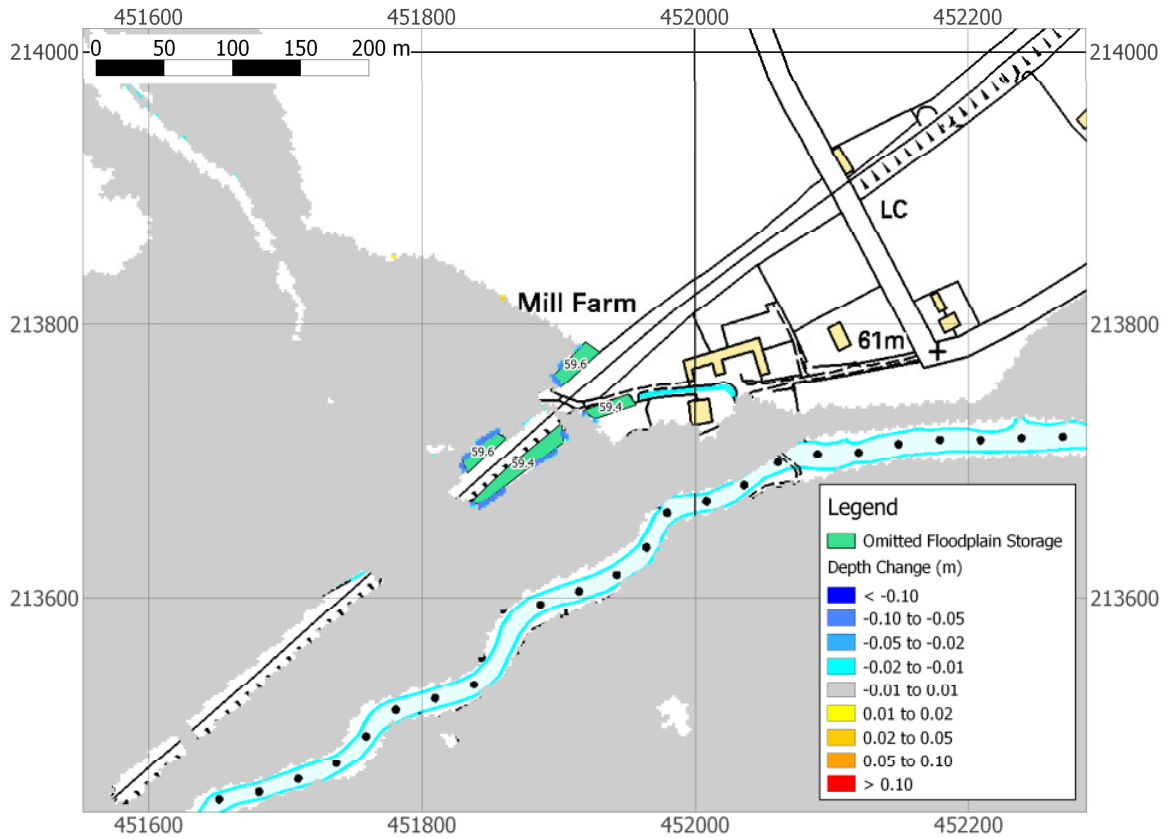 451600 451800 452000 452200
214000 0 50 100 150 200 m 214000
LC
Mill Farm
213800 61m 213800
59.6
59.4
59.6
59.4
Legend
Omitted Floodplain Storage
Depth Change (m)
< -0.10
-0.10 to -0.05
-0.05 to -0.02
-0.02 to -0.01
-0.01 to 0.01
0.01 to 0.02
0.02 to 0.05
0.05 to 0.10
> 0.10
213600 213600
451600 451800 452000 452200